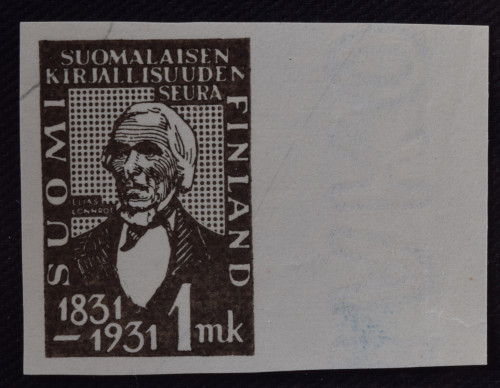 SUOMALAISEN
KIRJALLISUUDEN
SEURA
SUOMI
FINLAND
ELIAS
LÖNNROT
1831
–1931
1 mk